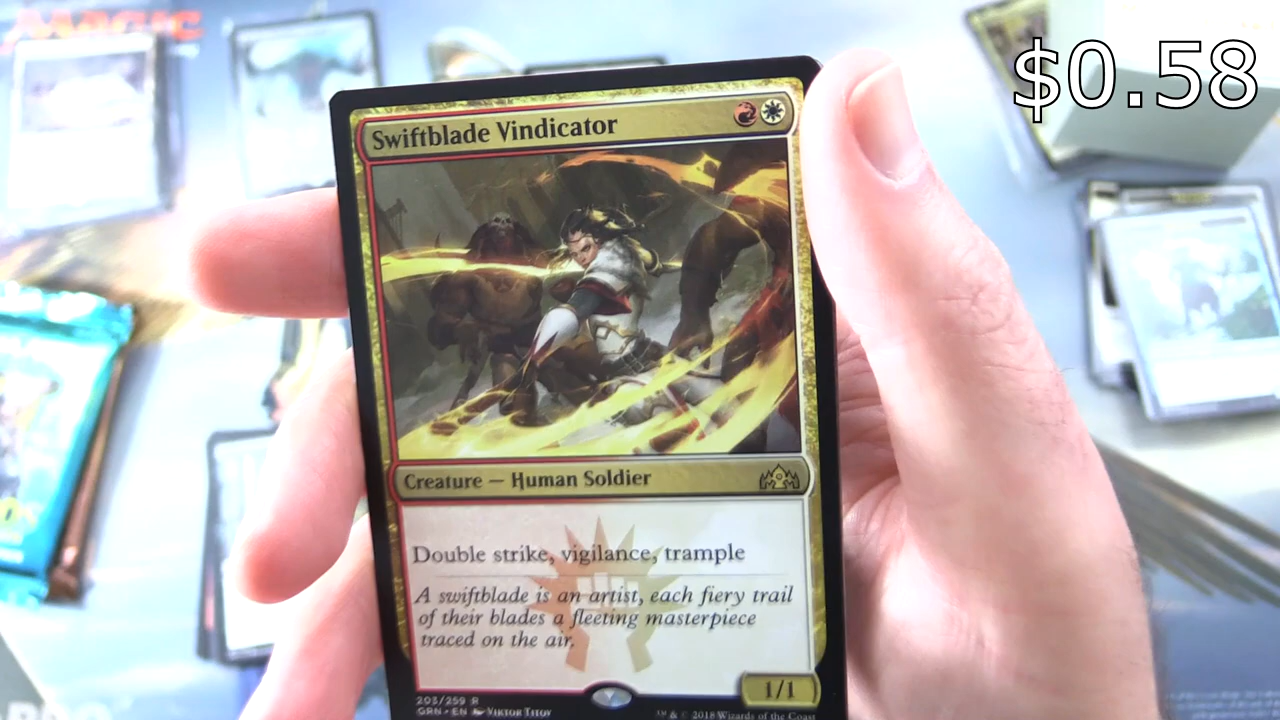 MAGIC
$0.58
Swiftblade Vindicator
Creature — Human Soldier
Double strike, vigilance, trample
A swiftblade is an artist, each fiery trail
of their blades a fleeting masterpiece
traced on the air.
1/1
203/259 R
GRN • EN Viktor Titov
™ & © 2018 Wizards of the Coast